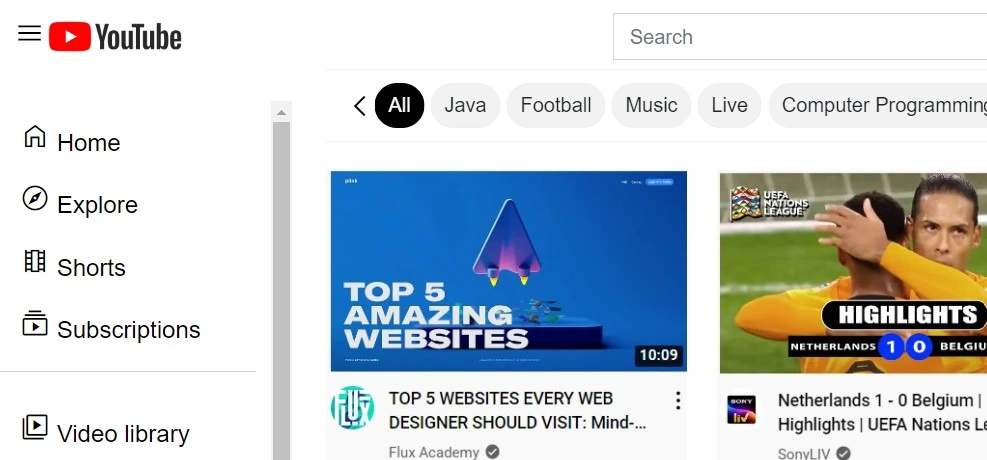 YouTube
Search
All
Java
Football
Music
Live
Computer Programming
Home
Explore
Shorts
Subscriptions
Video library
TOP 5
AMAZING
WEBSITES
10:09
TOP 5 WEBSITES EVERY WEB
DESIGNER SHOULD VISIT: Mind-...
Flux Academy
UEFA
NATIONS
LEAGUE
HIGHLIGHTS
NETHERLANDS 1 0 BELGIU
SONY
liv
Netherlands 1 - 0 Belgium |
Highlights | UEFA Nations Le
SonyLIV